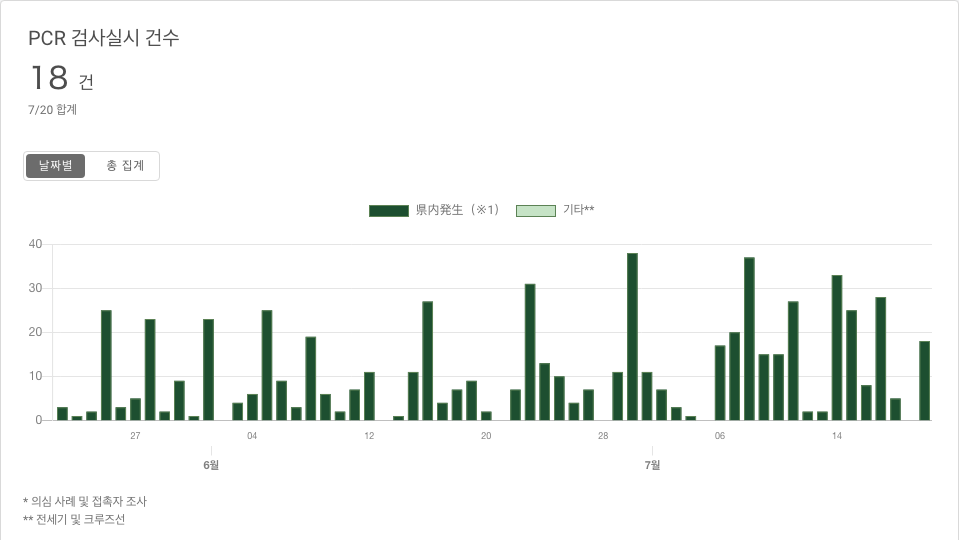 PCR 검사실시 건수
18 건
7/20 합계
날짜별 총 집계
県内発生（※1） 기타**
40
30
20
10
0
27 04 12 20 28 06 14
6월 7월
* 의심 사례 및 접촉자 조사
** 전세기 및 크루즈선